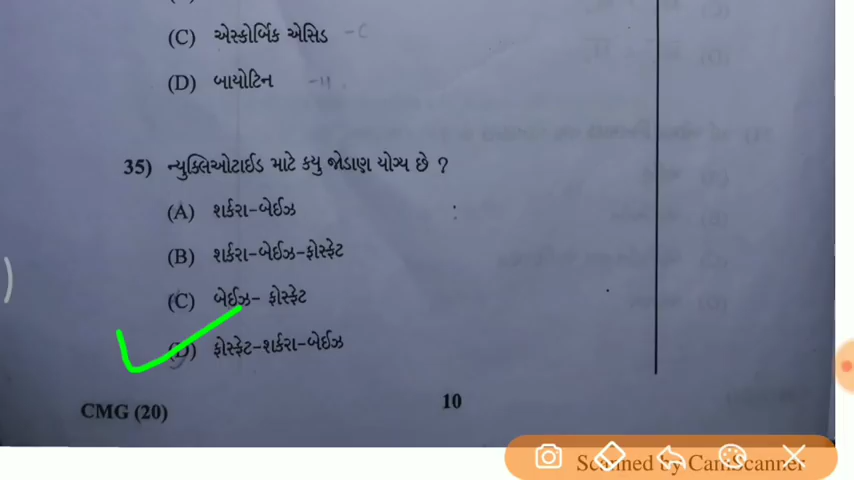 (C) એસ્કોર્બિક એસિડ -C
(D) બાયોટિન -H.
35) ન્યુક્લિઓટાઈડ માટે કયુ જોડાણ યોગ્ય છે ?
(A) શર્કરા-બેઈઝ
(B) શર્કરા-બેઈઝ-ફોસ્ફેટ
(C) બેઈઝ- ફોસ્ફેટ
(D) ફોસ્ફેટ-શર્કરા-બેઈઝ
CMG (20)
10
Scanned by CamScanner